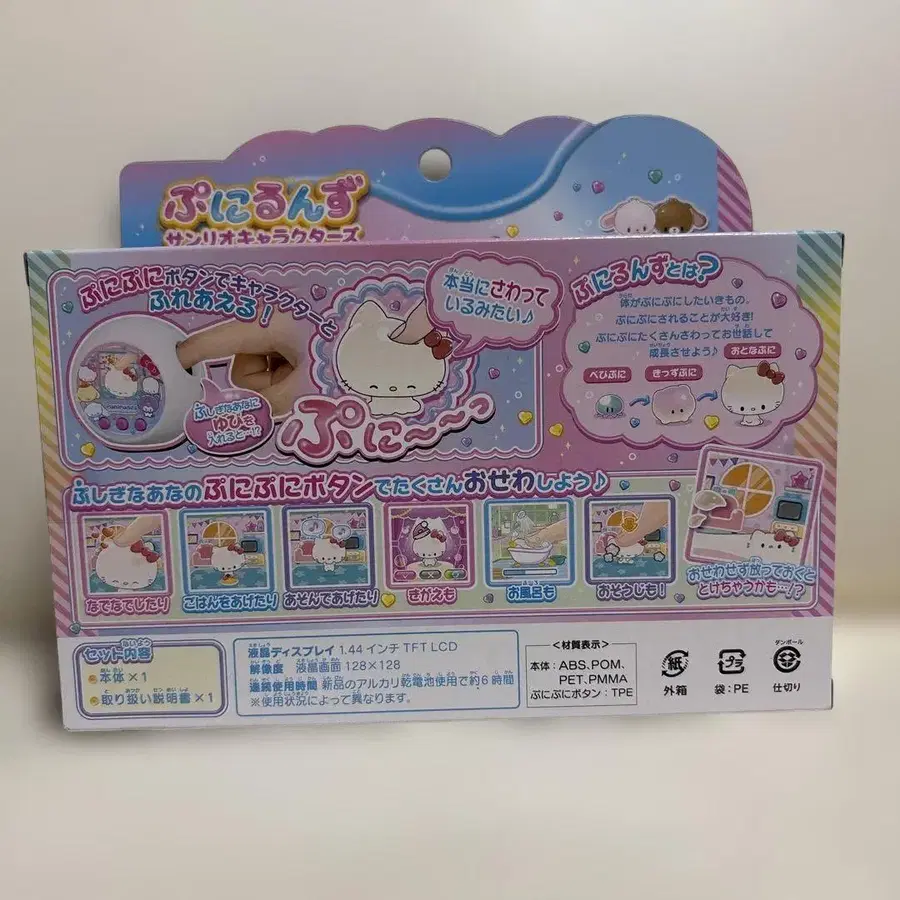 ぷにるんず
サンリオキャラクターズ
ぷにぷにボタンでキャラクターと
ふれあえる！
本当にさわって
いるみたい♪
ふしぎなあなに
ゆびを
入れると…!?
ぷに〜〜〜っ
ぷにるんずとは？
体がぷにぷにしたいきもの。
ぷにぷにされることが大好き！
ぷにぷにたくさんさわってお世話して
成長させよう♪
おとなぷに
べびぷに
きっずぷに
ふしぎなあなのぷにぷにボタンでたくさんおせわしよう♪
なでなでしたり
ごはんをあげたり
あそんであげたり
きがえも
お風呂も
おそうじも！
おせわせず放っておくと
とけちゃうかも…!?
セット内容
本体×1
取り扱い説明書×1
液晶ディスプレイ 1.44 インチ TFT LCD
解像度 液晶画面 128×128
連続使用時間 新品のアルカリ乾電池使用で約6時間
※使用状況によって異なります。
＜材質表示＞
本体：ABS、POM、
PET、PMMA
ぷにぷにボタン：TPE
紙
外箱
プラ
袋：PE
ダンボール
仕切り